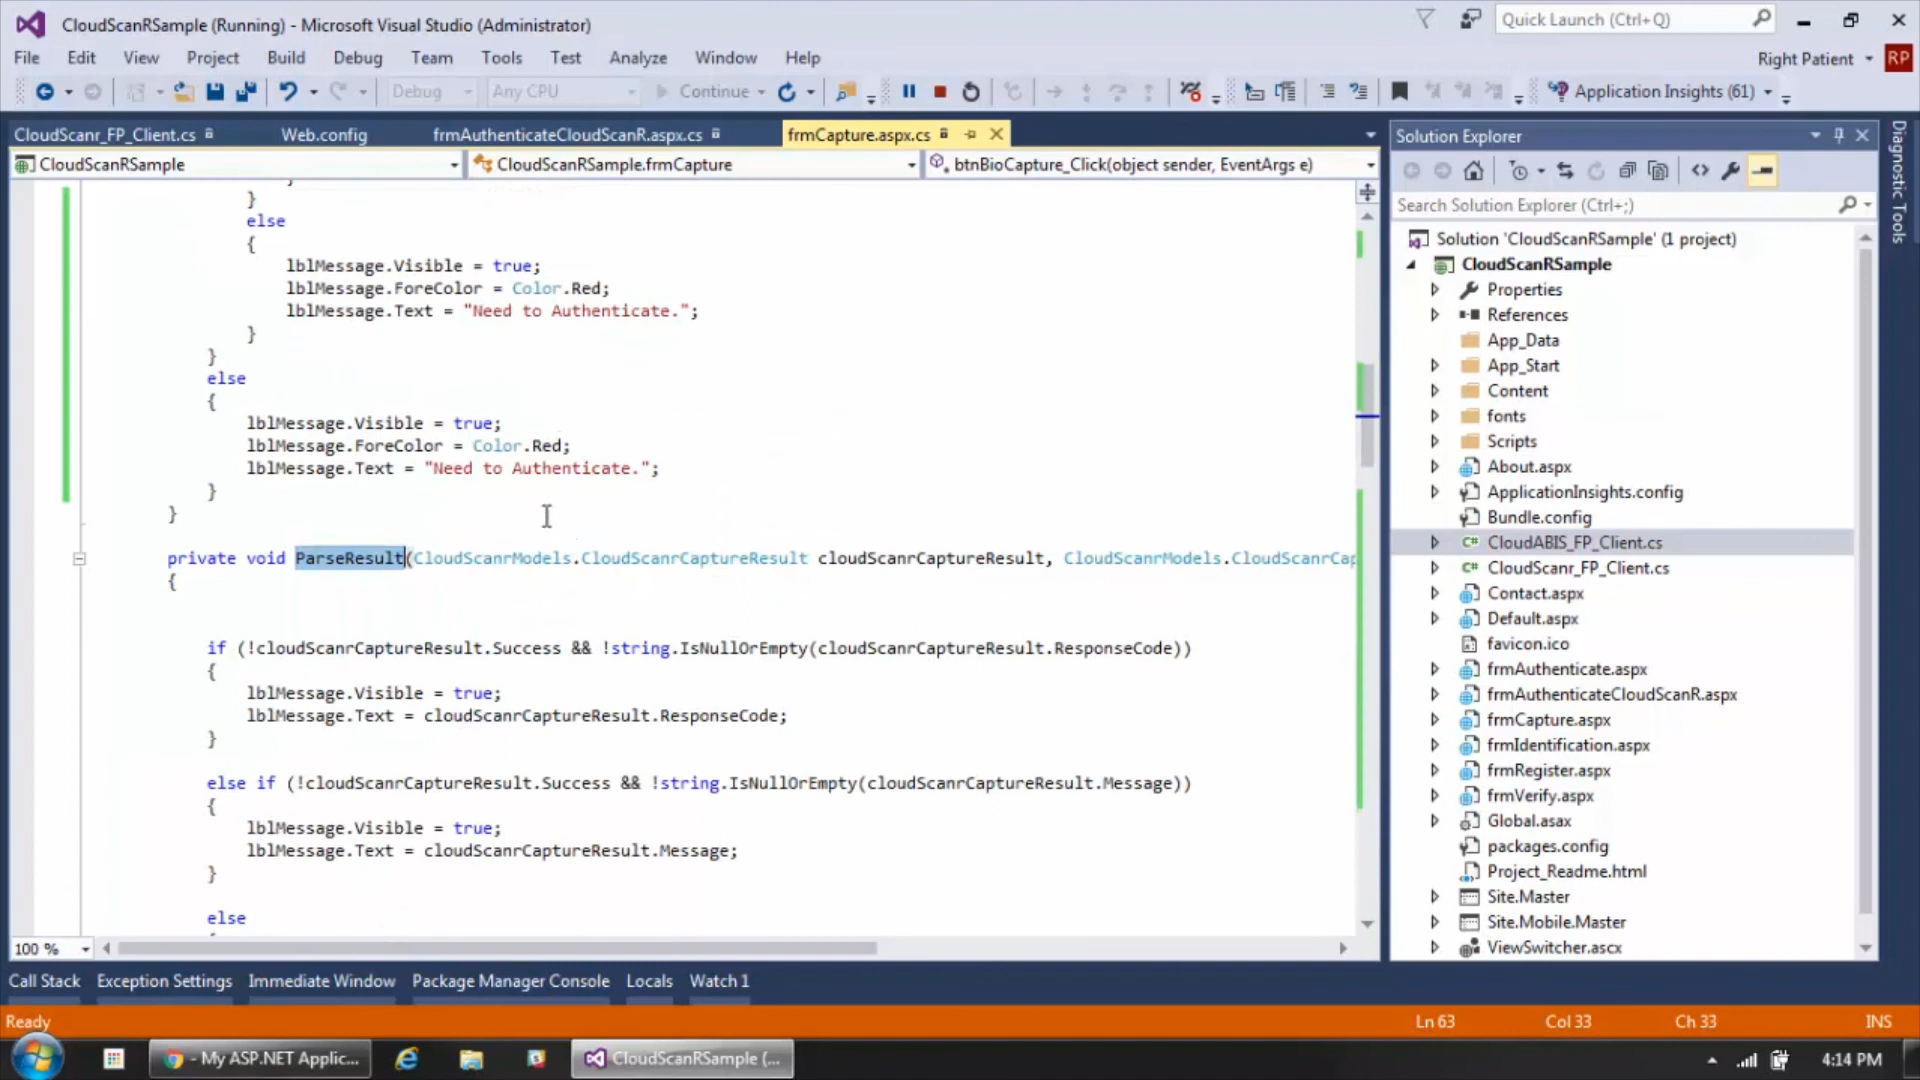 CloudScanRSample (Running) - Microsoft Visual Studio (Administrator)
Quick Launch (Ctrl+Q)
File Edit View Project Build Debug Team Tools Test Analyze Window Help
Right Patient RP
Debug Any CPU Continue Application Insights (61)
CloudScanr_FP_Client.cs Web.config frmAuthenticateCloudScanR.aspx.cs frmCapture.aspx.cs
CloudScanRSample CloudScanRSample.frmCapture btnBioCapture_Click(object sender, EventArgs e)
}
else
{
lblMessage.Visible = true;
lblMessage.ForeColor = Color.Red;
lblMessage.Text = "Need to Authenticate.";
}
}
else
{
lblMessage.Visible = true;
lblMessage.ForeColor = Color.Red;
lblMessage.Text = "Need to Authenticate.";
}
}
private void ParseResult(CloudScanrModels.CloudScanrCaptureResult cloudScanrCaptureResult, CloudScanrModels.CloudScanrCap
{
if (!cloudScanrCaptureResult.Success && !string.IsNullOrEmpty(cloudScanrCaptureResult.ResponseCode))
{
lblMessage.Visible = true;
lblMessage.Text = cloudScanrCaptureResult.ResponseCode;
}
else if (!cloudScanrCaptureResult.Success && !string.IsNullOrEmpty(cloudScanrCaptureResult.Message))
{
lblMessage.Visible = true;
lblMessage.Text = cloudScanrCaptureResult.Message;
}
else
100 %
Solution Explorer
Search Solution Explorer (Ctrl+;)
Solution 'CloudScanRSample' (1 project)
CloudScanRSample
Properties
References
App_Data
App_Start
Content
fonts
Scripts
About.aspx
ApplicationInsights.config
Bundle.config
C# CloudABIS_FP_Client.cs
C# CloudScanr_FP_Client.cs
Contact.aspx
Default.aspx
favicon.ico
frmAuthenticate.aspx
frmAuthenticateCloudScanR.aspx
frmCapture.aspx
frmIdentification.aspx
frmRegister.aspx
frmVerify.aspx
Global.asax
packages.config
Project_Readme.html
Site.Master
Site.Mobile.Master
ViewSwitcher.ascx
Diagnostic Tools
Call Stack Exception Settings Immediate Window Package Manager Console Locals Watch 1
Ready Ln 63 Col 33 Ch 33 INS
- My ASP.NET Applic... CloudScanRSample (... 4:14 PM